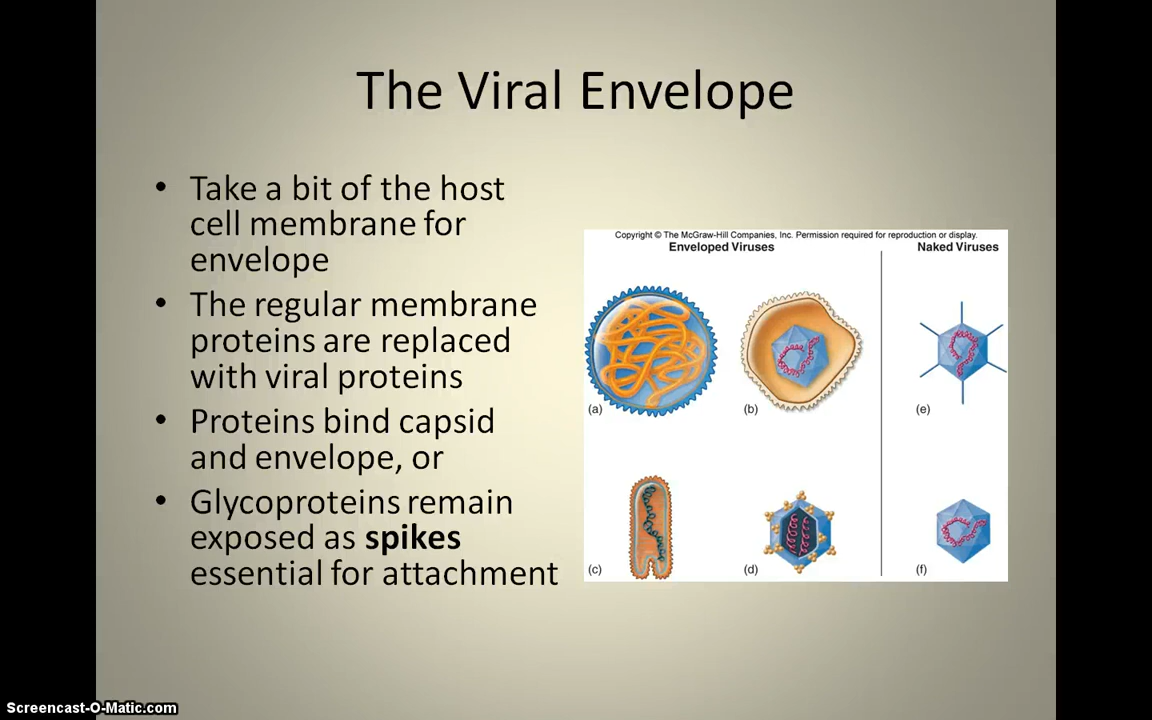 The Viral Envelope
• Take a bit of the host
cell membrane for
envelope
• The regular membrane
proteins are replaced
with viral proteins
• Proteins bind capsid
and envelope, or
• Glycoproteins remain
exposed as spikes
essential for attachment
Copyright © The McGraw-Hill Companies, Inc. Permission required for reproduction or display.
Enveloped Viruses
Naked Viruses
(a)
(b)
(e)
(c)
(d)
(f)
Screencast-O-Matic.com